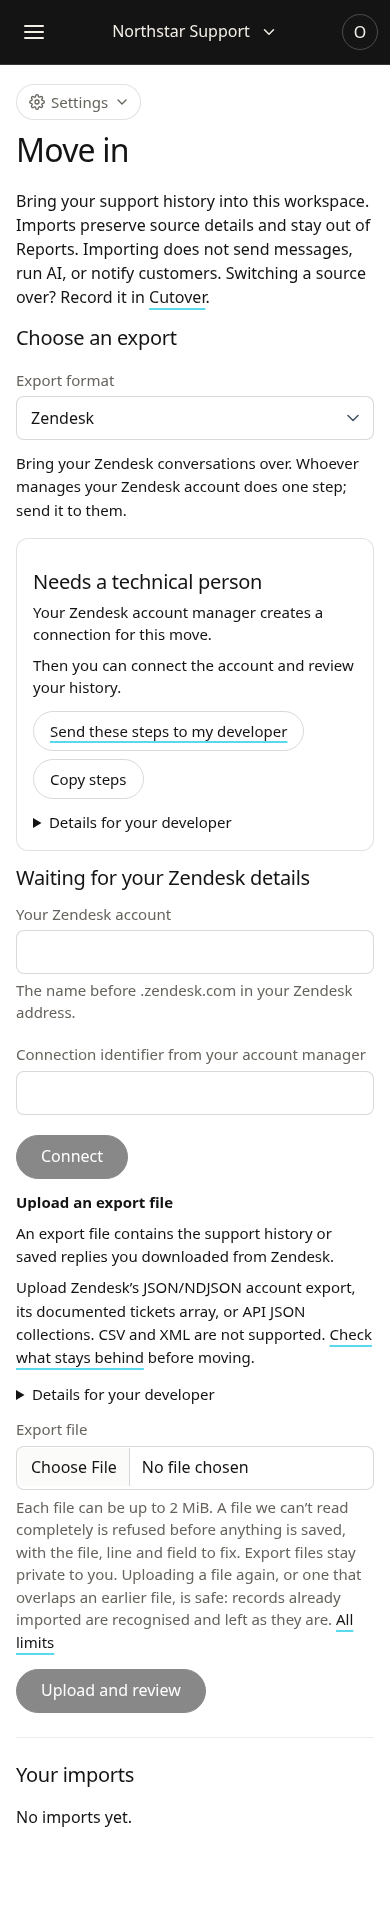 Northstar Support
O
Settings
Move in
Bring your support history into this workspace.
Imports preserve source details and stay out of
Reports. Importing does not send messages,
run AI, or notify customers. Switching a source
over? Record it in Cutover.
Choose an export
Export format
Zendesk
Bring your Zendesk conversations over. Whoever
manages your Zendesk account does one step;
send it to them.
Needs a technical person
Your Zendesk account manager creates a
connection for this move.
Then you can connect the account and review
your history.
Send these steps to my developer
Copy steps
Details for your developer
Waiting for your Zendesk details
Your Zendesk account
The name before .zendesk.com in your Zendesk
address.
Connection identifier from your account manager
Connect
Upload an export file
An export file contains the support history or
saved replies you downloaded from Zendesk.
Upload Zendesk’s JSON/NDJSON account export,
its documented tickets array, or API JSON
collections. CSV and XML are not supported. Check
what stays behind before moving.
Details for your developer
Export file
Choose File No file chosen
Each file can be up to 2 MiB. A file we can’t read
completely is refused before anything is saved,
with the file, line and field to fix. Export files stay
private to you. Uploading a file again, or one that
overlaps an earlier file, is safe: records already
imported are recognised and left as they are. All
limits
Upload and review
Your imports
No imports yet.